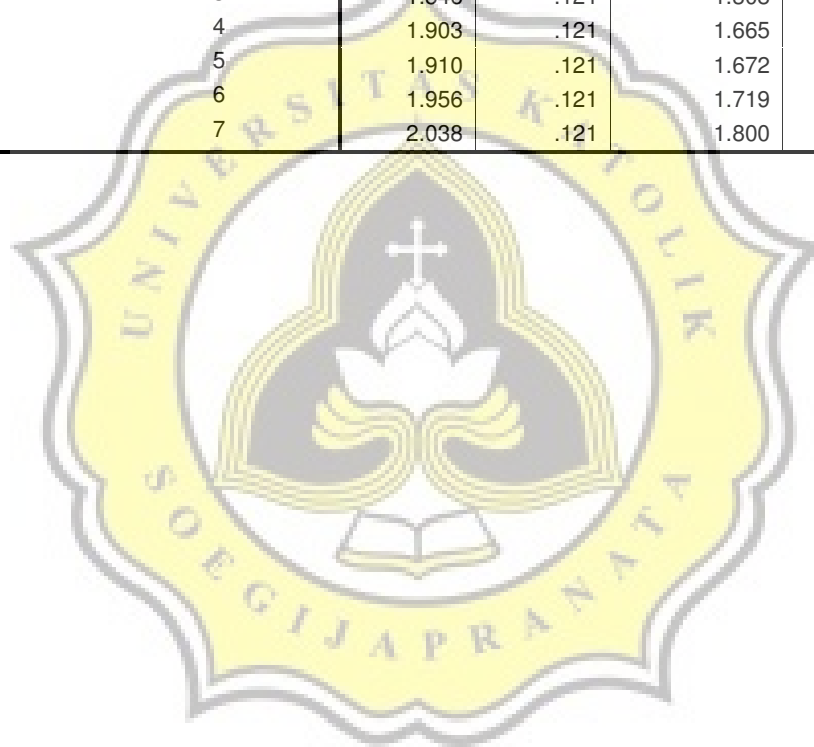 4 1.903 .121 1.665
5 1.910 .121 1.672
6 1.956 .121 1.719
7 2.038 .121 1.800
UNIVERSITAS KATOLIK
SOEGIJAPRANATA